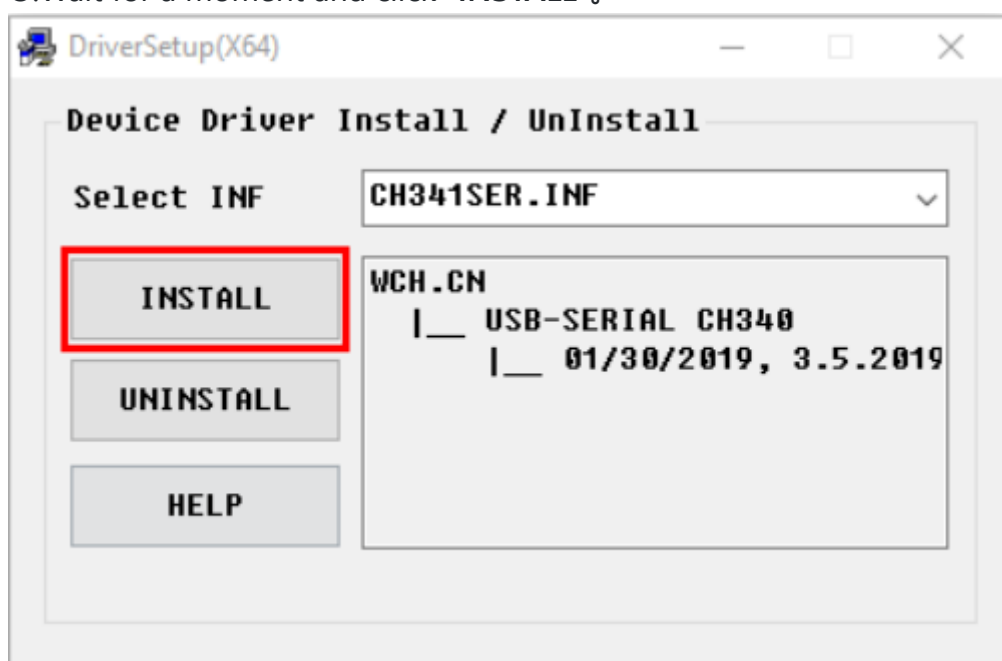 DriverSetup(X64)
Device Driver Install / UnInstall
Select INF
CH341SER.INF
INSTALL
UNINSTALL
HELP
WCH.CN
|__ USB-SERIAL CH340
|__ 01/30/2019, 3.5.2019